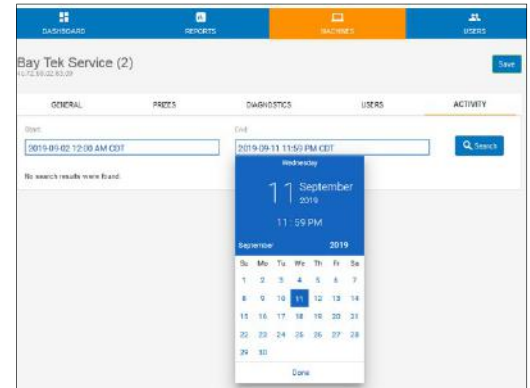 DASHBOARD REPORTS MACHINES USERS
Bay Tek Service (2)
Save
GENERAL PRIZES DIAGNOSTICS USERS ACTIVITY
Start
End
2019-09-02 12:00 AM CDT
2019-09-11 11:59 PM CDT
Search
No search results were found.
Wednesday
11 September
2019
11:59 PM
September 2019
Su Mo Tu We Th Fr Sa
1 2 3 4 5 6 7
8 9 10 11 12 13 14
15 16 17 18 19 20 21
22 23 24 25 26 27 28
29 30
Done